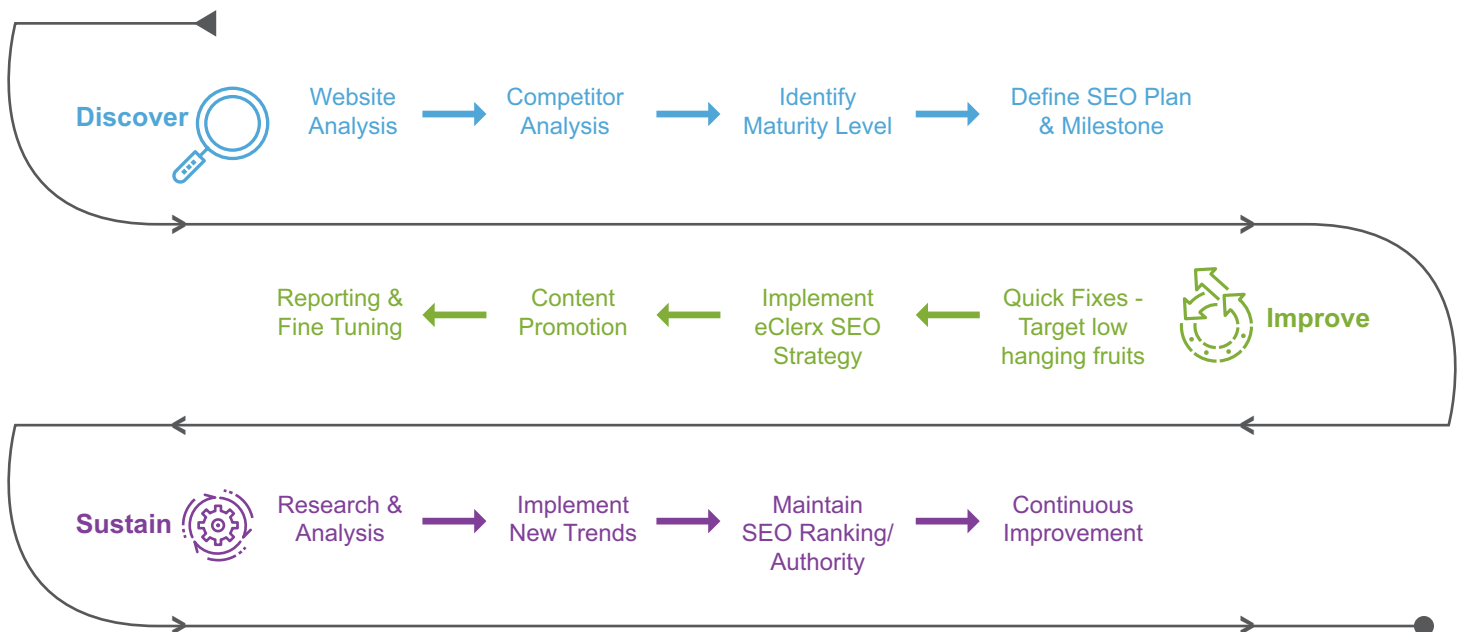 Discover
Website
Analysis
Competitor
Analysis
Identify
Maturity Level
Define SEO Plan
& Milestone
Improve
Quick Fixes -
Target low
hanging fruits
Implement
eClerx SEO
Strategy
Content
Promotion
Reporting &
Fine Tuning
Sustain
Research &
Analysis
Implement
New Trends
Maintain
SEO Ranking/
Authority
Continuous
Improvement